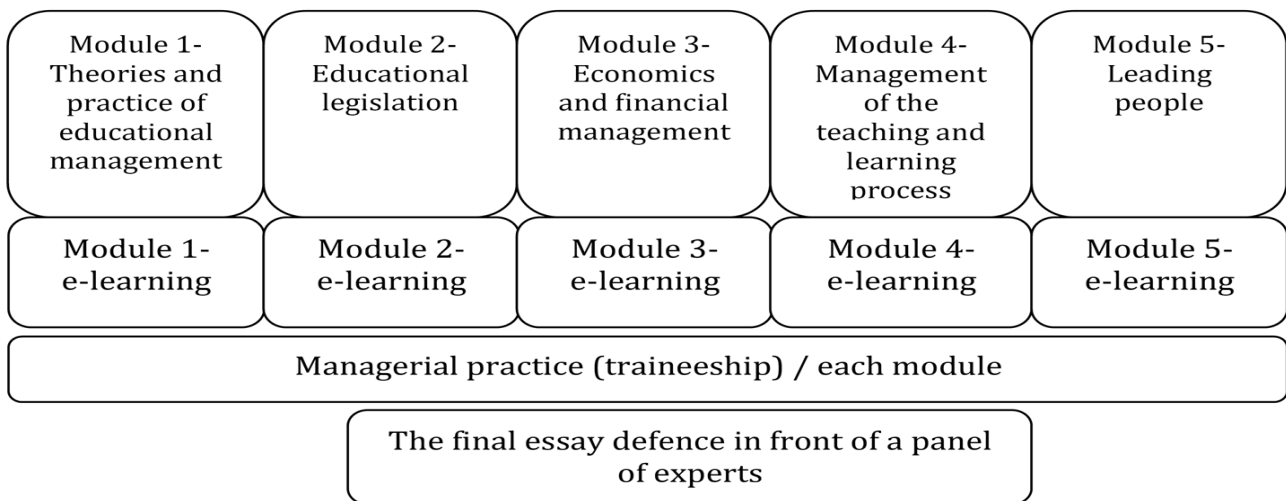 Module 1-
Theories and
practice of
educational
management
Module 2-
Educational
legislation
Module 3-
Economics
and financial
management
Module 4-
Management
of the
teaching and
learning
process
Module 5-
Leading
people
Module 1-
e-learning
Module 2-
e-learning
Module 3-
e-learning
Module 4-
e-learning
Module 5-
e-learning
Managerial practice (traineeship) / each module
The final essay defence in front of a panel
of experts